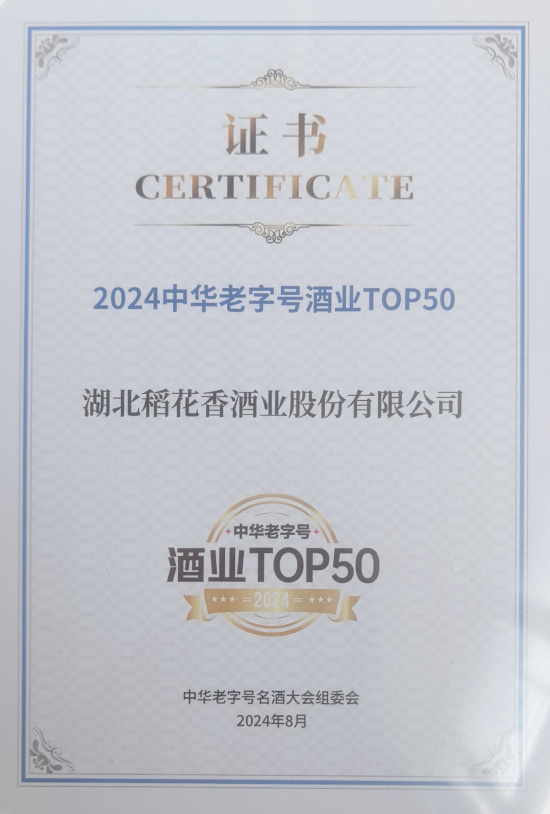 证书
CERTIFICATE
2024中华老字号酒业TOP50
湖北稻花香酒业股份有限公司
中华老字号
酒业TOP50
2024
中华老字号名酒大会组委会
2024年8月